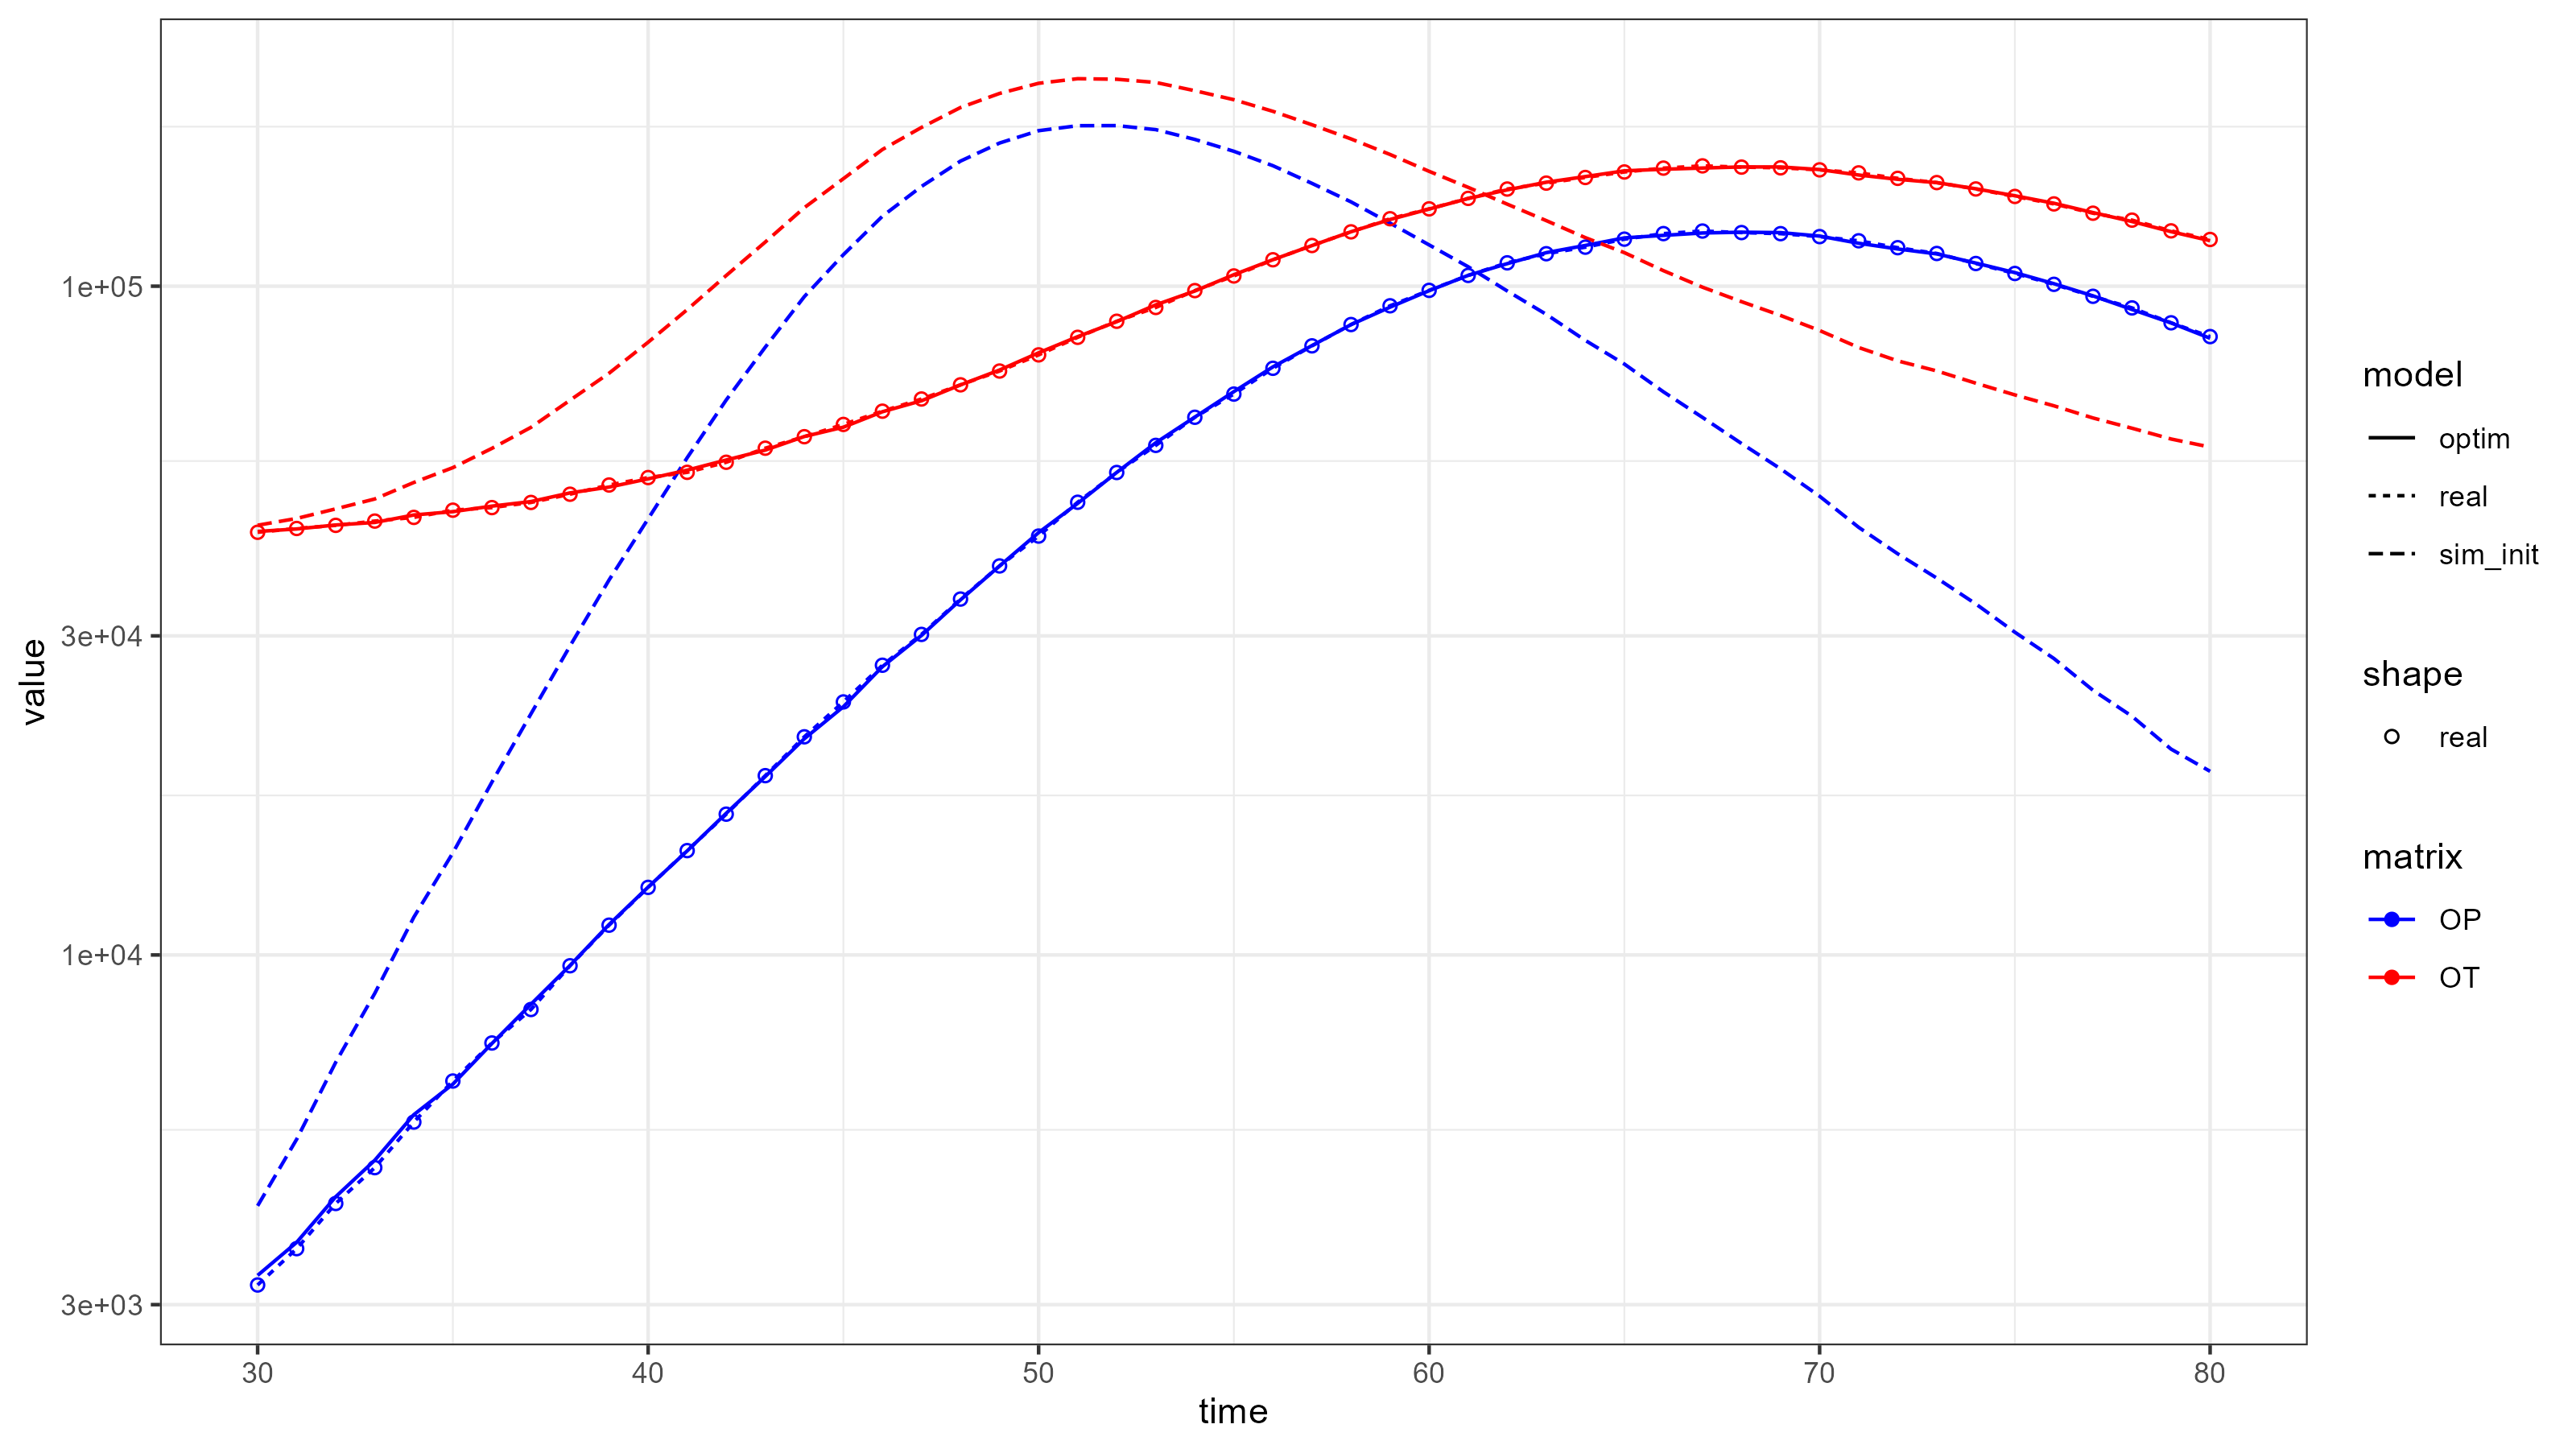 1e+05
3e+04
1e+04
3e+03
value
30 40 50 60 70 80
time
model
optim
real
sim_init
shape
real
matrix
OP
OT